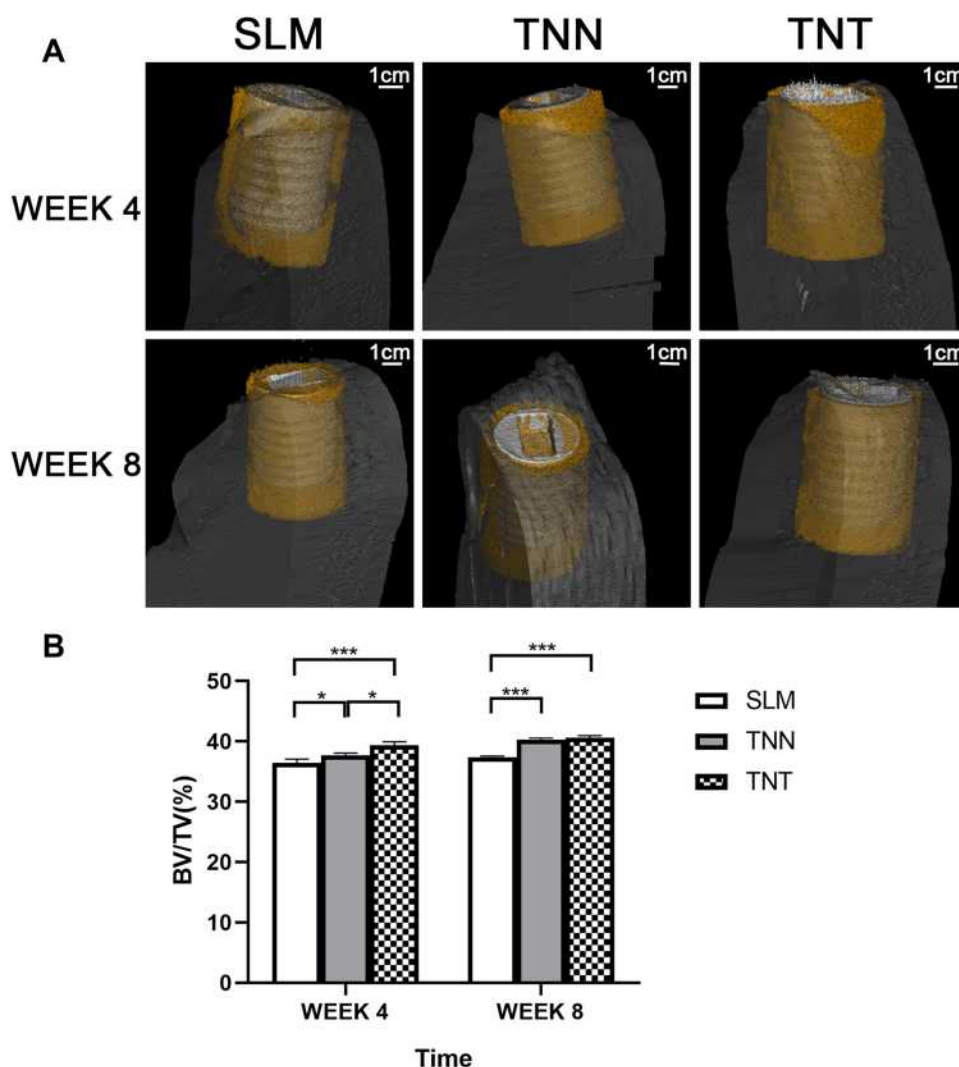 A
SLM TNN TNT
WEEK 4
1cm 1cm 1cm
WEEK 8
1cm 1cm 1cm
B
*** ***
* * ***
50
40
30
20
10
0
BV/TV(%)
WEEK 4 WEEK 8
Time
SLM
TNN
TNT